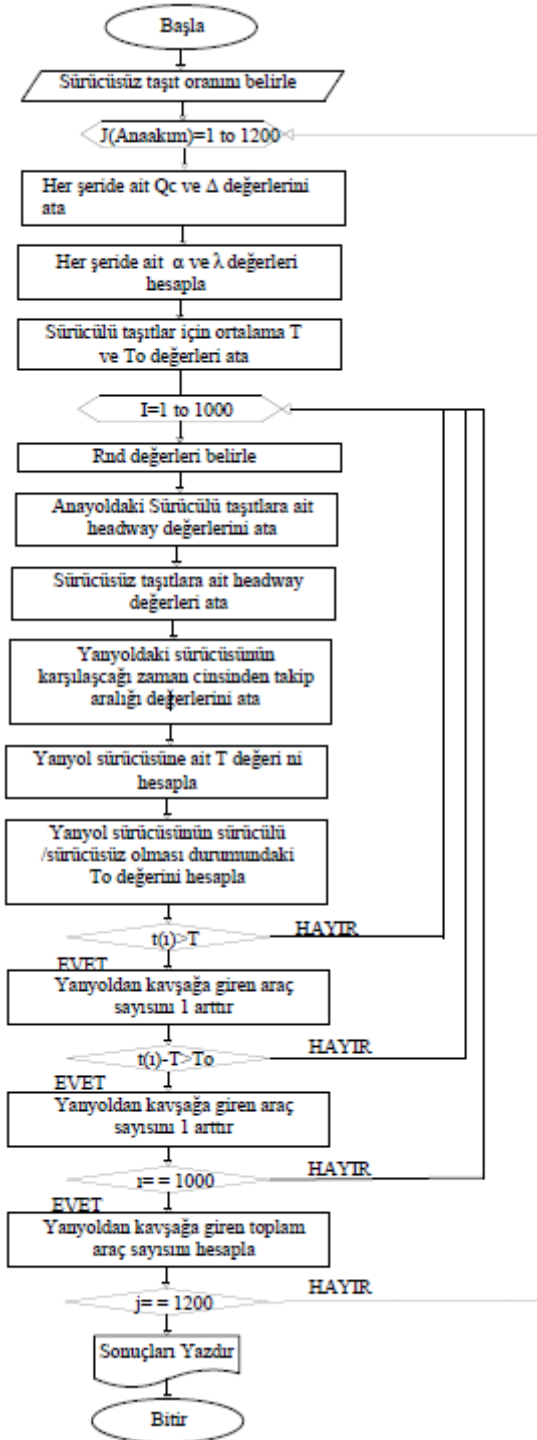 Başla
Sürücüsüz taşıt oranını belirle
J(Anaakım)=1 to 1200
Her şeride ait Qc ve Δ değerlerini
ata
Her şeride ait α ve λ değerleri
hesapla
Sürücülü taşıtlar için ortalama T
ve To değerleri ata
I=1 to 1000
Rnd değerleri belirle
Anayoldaki Sürücülü taşıtlara ait
headway değerlerini ata
Sürücüsüz taşıtlara ait headway
değerleri ata
Yanyoldaki sürücüsünün
karşılaşcağı zaman cinsinden takip
aralığı değerlerini ata
Yanyol sürücüsüne ait T değeri ni
hesapla
Yanyol sürücüsünün sürücülü
/sürücüsüz olması durumundaki
To değerini hesapla
t(ı)>T
HAYIR
EVET
Yanyoldan kavşağa giren araç
sayısını 1 arttır
t(ı)-T>To
HAYIR
EVET
Yanyoldan kavşağa giren araç
sayısını 1 arttır
ı= = 1000
HAYIR
EVET
Yanyoldan kavşağa giren toplam
araç sayısını hesapla
j= = 1200
HAYIR
Sonuçları Yazdır
Bitir